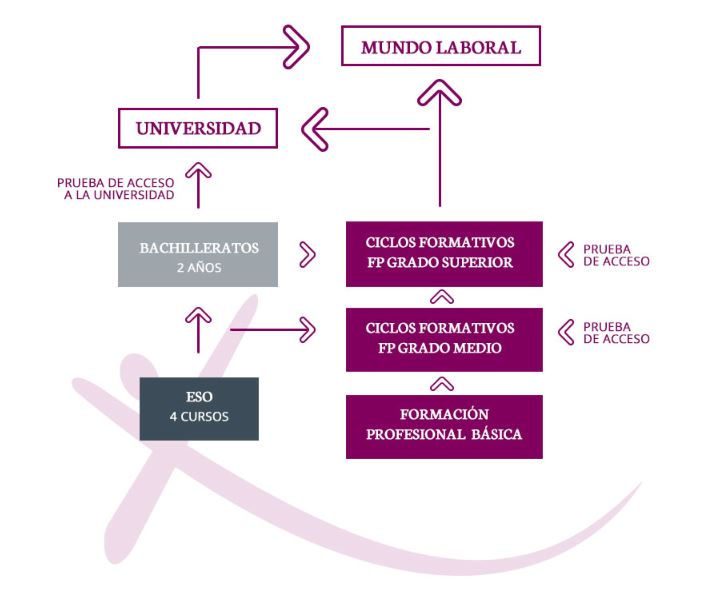 MUNDO LABORAL
UNIVERSIDAD
PRUEBA DE ACCESO
A LA UNIVERSIDAD
BACHILLERATOS
2 AÑOS
CICLOS FORMATIVOS
FP GRADO SUPERIOR
PRUEBA
DE ACCESO
CICLOS FORMATIVOS
FP GRADO MEDIO
PRUEBA
DE ACCESO
ESO
4 CURSOS
FORMACIÓN
PROFESIONAL BÁSICA